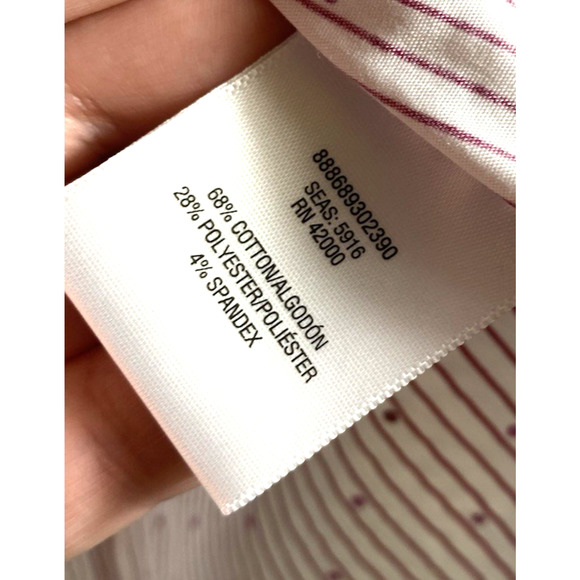 888689302390
SEAS: 5916
RN 42000
68% COTTON/ALGODÓN
28% POLYESTER/POLIÉSTER
4% SPANDEX